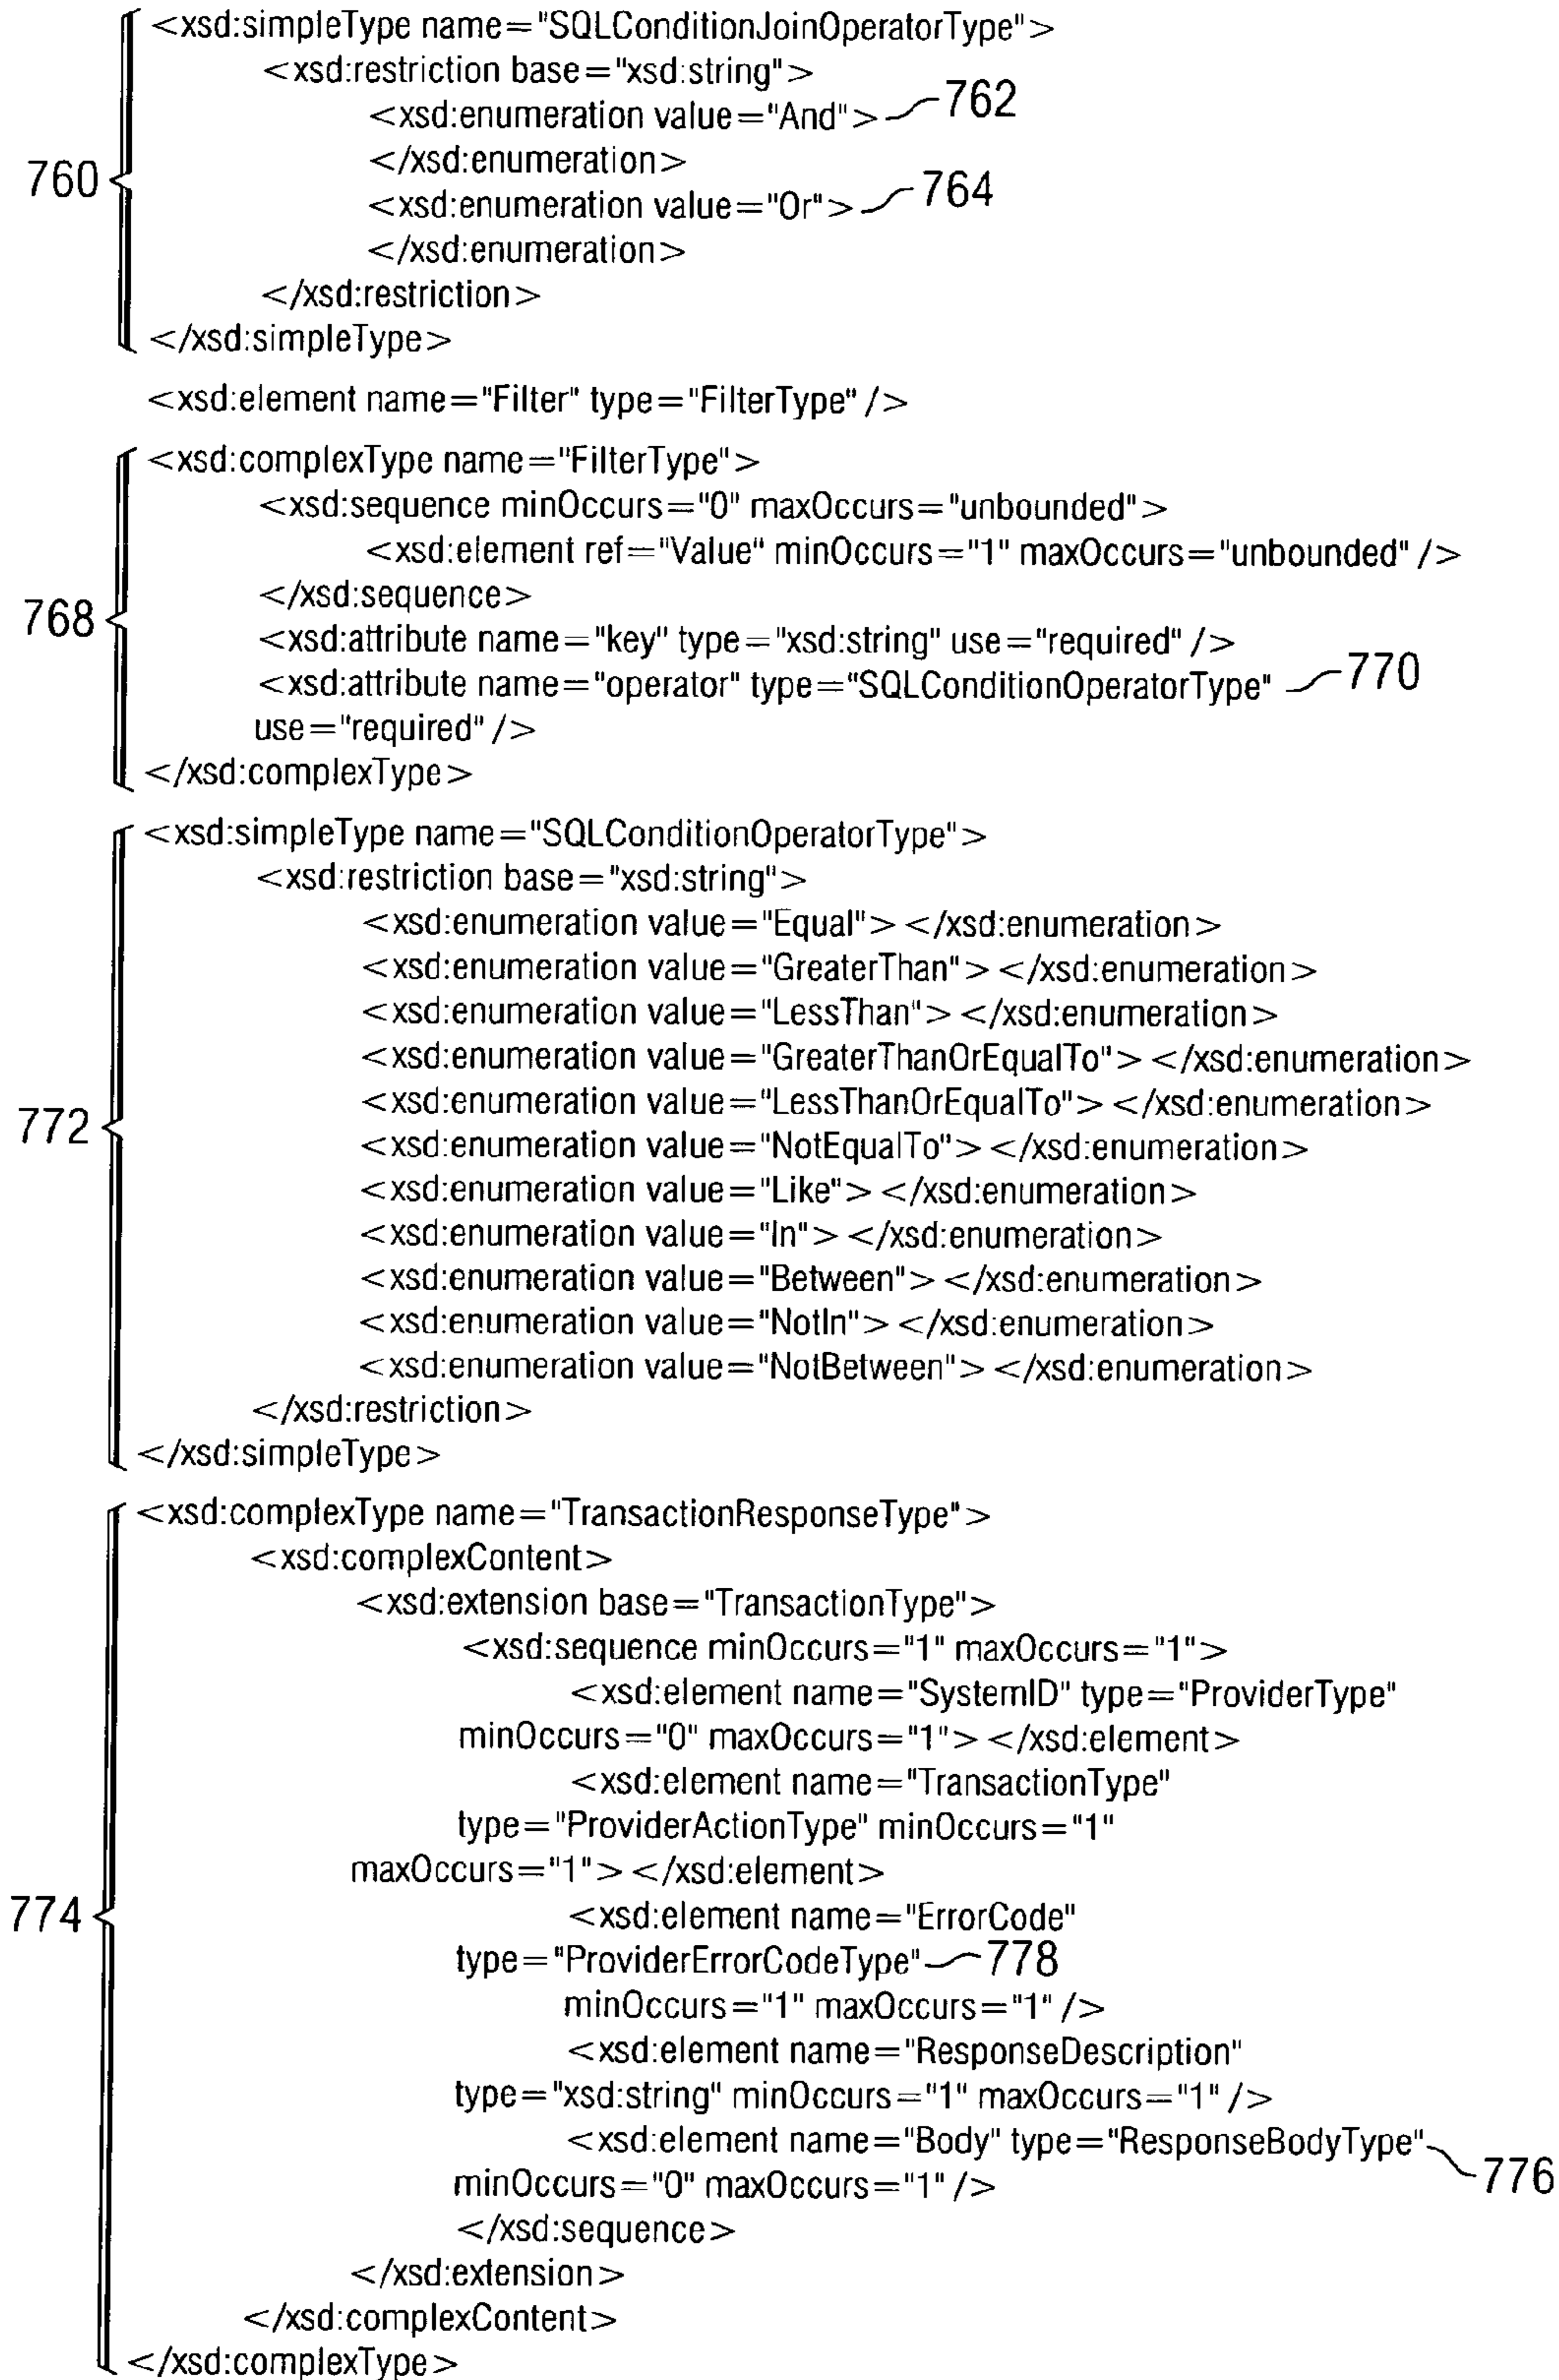 <xsd:simpleType name="SQLConditionJoinOperatorType">
<xsd:restriction base="xsd:string">
<xsd:enumeration value="And"> 762
</xsd:enumeration>
760
<xsd:enumeration value="Or"> 764
</xsd:enumeration>
</xsd:restriction>
</xsd:simpleType>
<xsd:element name="Filter" type="FilterType" />
<xsd:complexType name="FilterType">
<xsd:sequence minOccurs="0" maxOccurs="unbounded">
<xsd:element ref="Value" minOccurs="1" maxOccurs="unbounded" />
</xsd:sequence>
768
<xsd:attribute name="key" type="xsd:string" use="required" />
<xsd:attribute name="operator" type="SQLConditionOperatorType" 770
use="required" />
</xsd:complexType>
<xsd:simpleType name="SQLConditionOperatorType">
<xsd:restriction base="xsd:string">
<xsd:enumeration value="Equal"> </xsd:enumeration>
<xsd:enumeration value="GreaterThan"> </xsd:enumeration>
<xsd:enumeration value="LessThan"> </xsd:enumeration>
<xsd:enumeration value="GreaterThanOrEqualTo"> </xsd:enumeration>
<xsd:enumeration value="LessThanOrEqualTo"> </xsd:enumeration>
772
<xsd:enumeration value="NotEqualTo"> </xsd:enumeration>
<xsd:enumeration value="Like"> </xsd:enumeration>
<xsd:enumeration value="In"> </xsd:enumeration>
<xsd:enumeration value="Between"> </xsd:enumeration>
<xsd:enumeration value="NotIn"> </xsd:enumeration>
<xsd:enumeration value="NotBetween"> </xsd:enumeration>
</xsd:restriction>
</xsd:simpleType>
<xsd:complexType name="TransactionResponseType">
<xsd:complexContent>
<xsd:extension base="TransactionType">
<xsd:sequence minOccurs="1" maxOccurs="1">
<xsd:element name="SystemID" type="ProviderType"
minOccurs="0" maxOccurs="1"> </xsd:element>
<xsd:element name="TransactionType"
type="ProviderActionType" minOccurs="1"
maxOccurs="1"> </xsd:element>
774
<xsd:element name="ErrorCode"
type="ProviderErrorCodeType" 778
minOccurs="1" maxOccurs="1" />
<xsd:element name="ResponseDescription"
type="xsd:string" minOccurs="1" maxOccurs="1" />
<xsd:element name="Body" type="ResponseBodyType" 776
minOccurs="0" maxOccurs="1" />
</xsd:sequence>
</xsd:extension>
</xsd:complexContent>
</xsd:complexType>